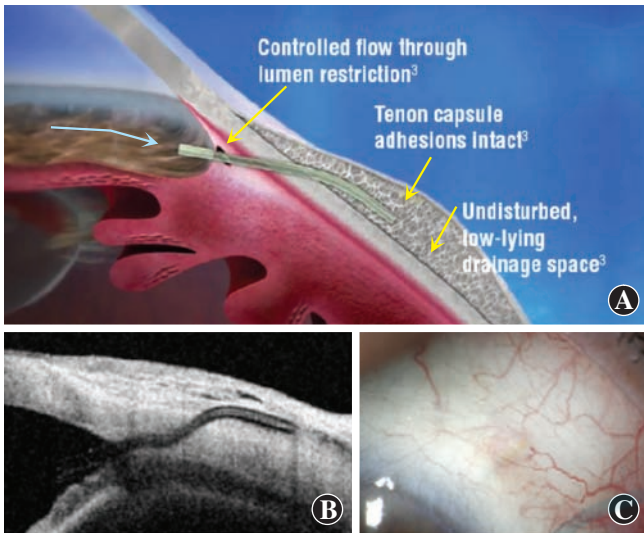 Controlled flow through
lumen restriction³
Tenon capsule
adhesions intact³
Undisturbed,
low-lying
drainage space³
A
B
C